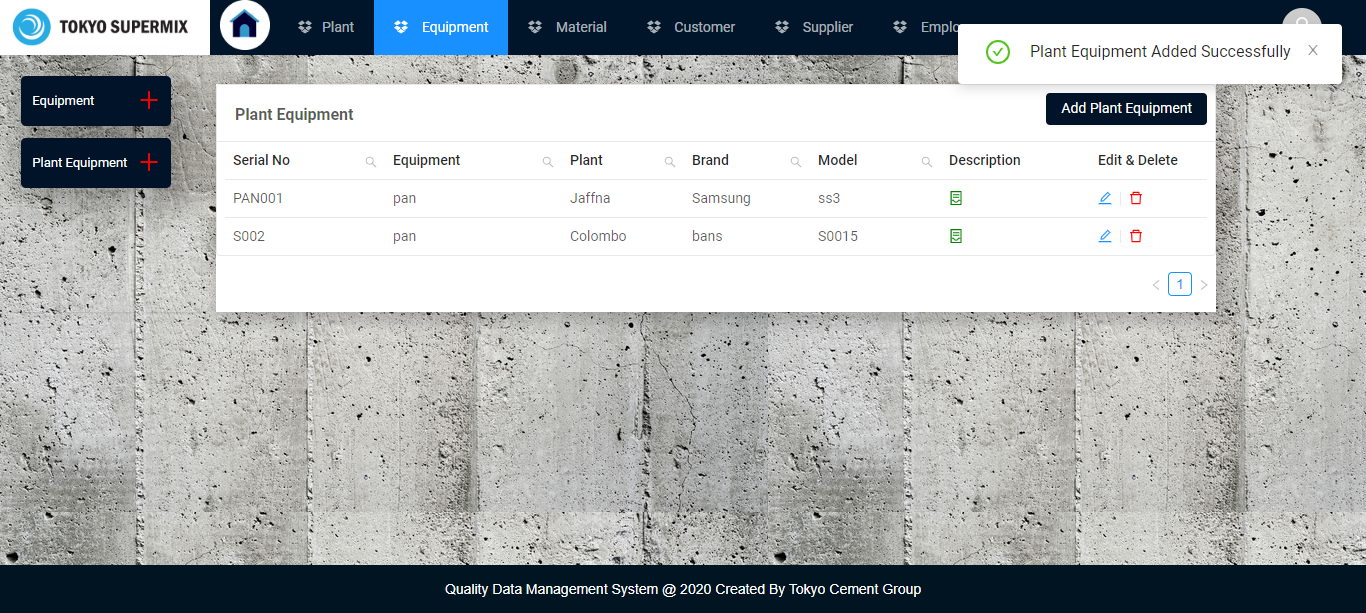 TOKYO SUPERMIX
Plant
Equipment
Material
Customer
Supplier
Plant Equipment Added Successfully
Equipment
Plant Equipment
Plant Equipment
Add Plant Equipment
Serial No Equipment Plant Brand Model Description Edit & Delete
PAN001 pan Jaffna Samsung ss3
S002 pan Colombo bans S0015
1
Quality Data Management System @ 2020 Created By Tokyo Cement Group